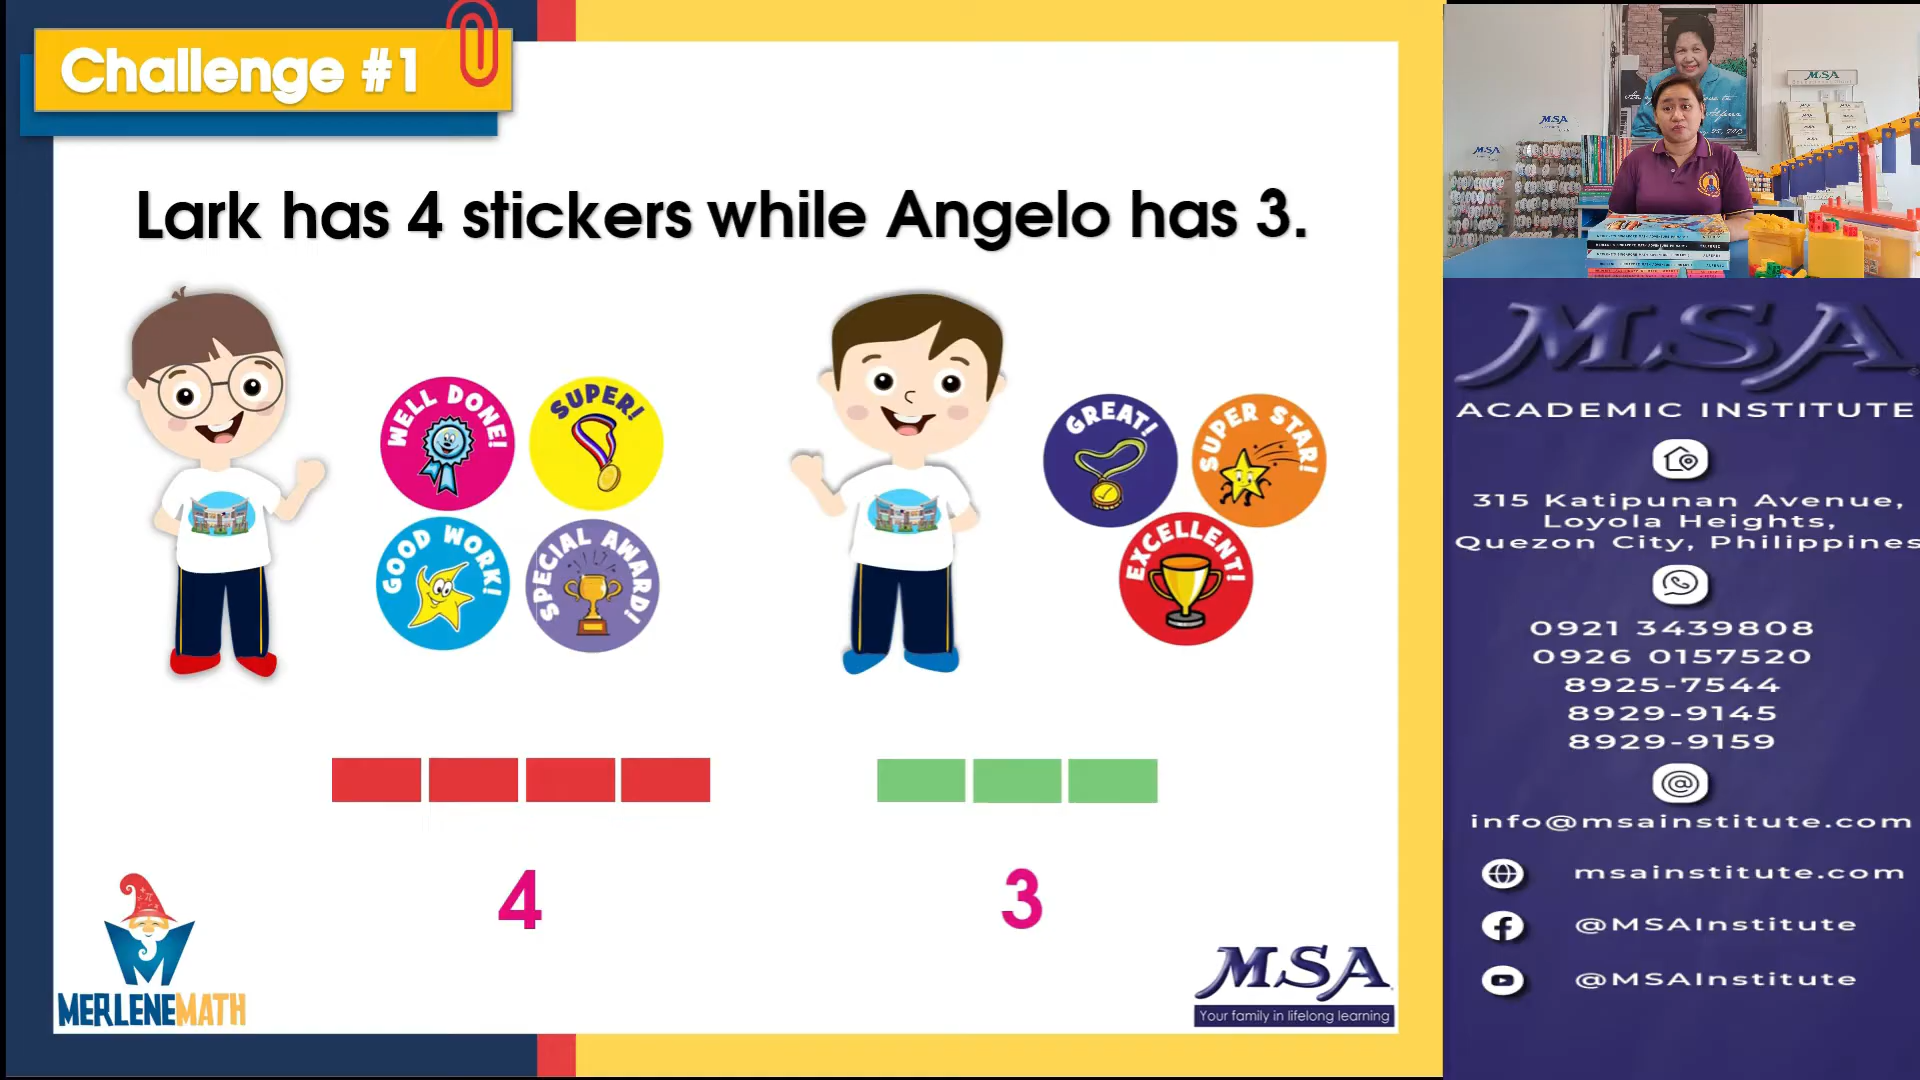 Challenge #1
Lark has 4 stickers while Angelo has 3.
WELL DONE!
SUPER!
GOOD WORK!
SPECIAL AWARD!
GREAT!
SUPER STAR!
EXCELLENT!
4
3
MERLENEMATH
MSA
Your family in lifelong learning
MSA
MSA
MSA
MSA
ACADEMIC INSTITUTE
315 Katipunan Avenue,
Loyola Heights,
Quezon City, Philippines
0921 3439808
0926 0157520
8925-7544
8929-9145
8929-9159
info@msainstitute.com
msainstitute.com
@MSAInstitute
@MSAInstitute